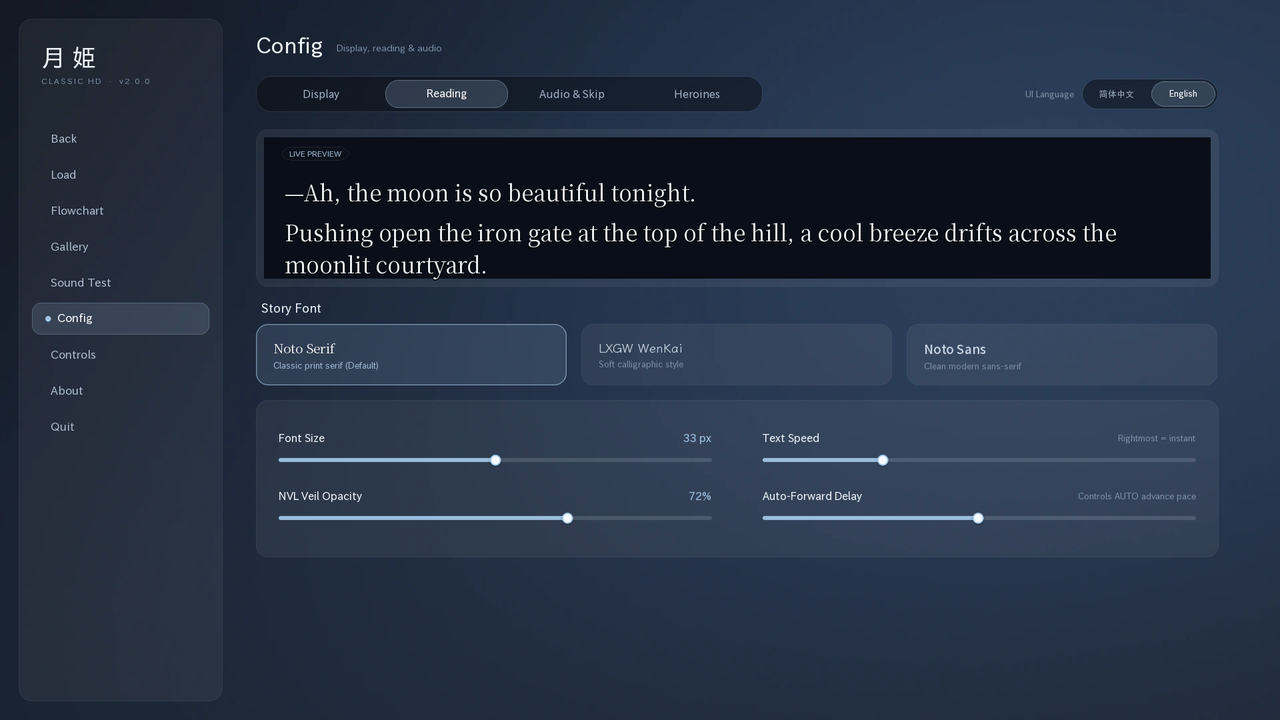 月姫
CLASSIC HD · v2.0.0
Back
Load
Flowchart
Gallery
Sound Test
Config
Controls
About
Quit
Config
Display, reading & audio
Display
Reading
Audio & Skip
Heroines
UI Language
简体中文
English
LIVE PREVIEW
—Ah, the moon is so beautiful tonight.
Pushing open the iron gate at the top of the hill, a cool breeze drifts across the
moonlit courtyard.
Story Font
Noto Serif
Classic print serif (Default)
LXGW WenKai
Soft calligraphic style
Noto Sans
Clean modern sans-serif
Font Size
33 px
Text Speed
Rightmost = instant
NVL Veil Opacity
72%
Auto-Forward Delay
Controls AUTO advance pace